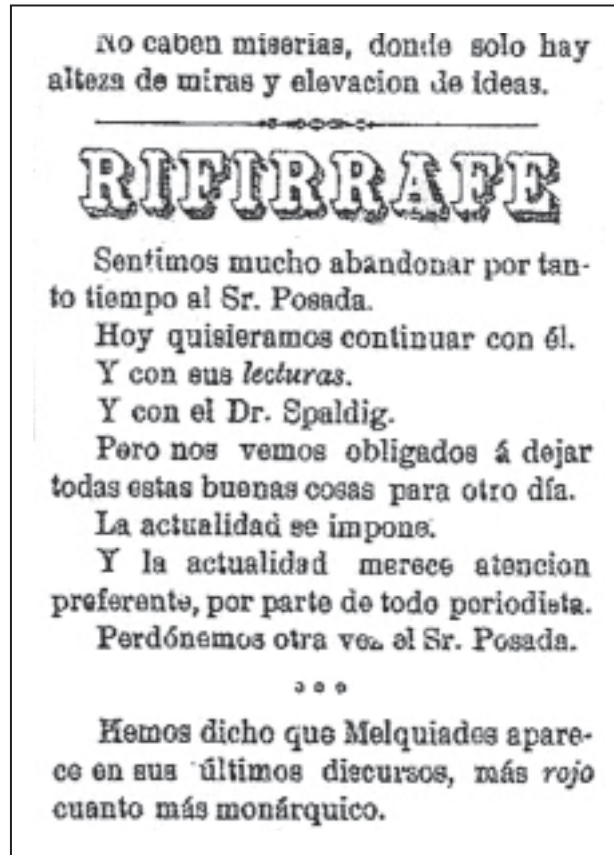 No caben miserias, donde solo hay
alteza de miras y elevacion de ideas.
RIFIRRAFE
Sentimos mucho abandonar por tan-
to tiempo al Sr. Posada.
Hoy quisieramos continuar con él.
Y con sus lecturas.
Y con el Dr. Spaldig.
Pero nos vemos obligados á dejar
todas estas buenas cosas para otro día.
La actualidad se impone.
Y la actualidad merece atencion
preferente, por parte de todo periodista.
Perdónemos otra vez el Sr. Posada.
Hemos dicho que Melquiades apare-
ce en sus últimos discursos, más rojo
cuanto más monárquico.